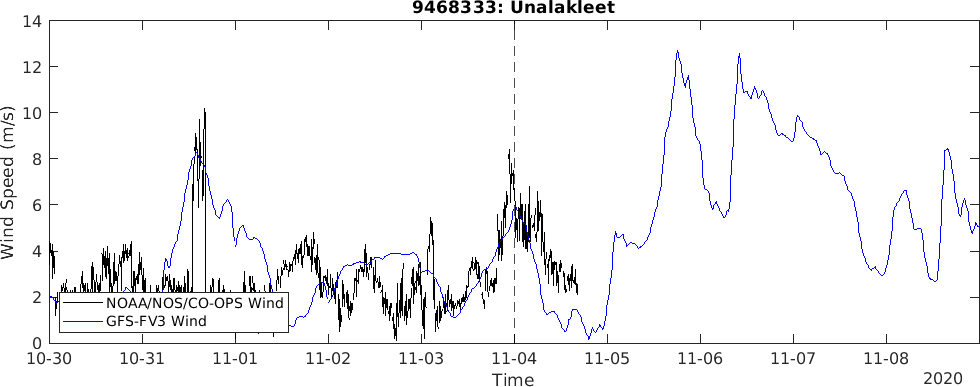 9468333: Unalakleet
14
12
10
8
6
4
2
0
Wind Speed (m/s)
NOAA/NOS/CO-OPS Wind
GFS-FV3 Wind
10-30 10-31 11-01 11-02 11-03 11-04 11-05 11-06 11-07 11-08
Time
2020